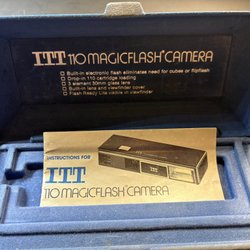 ITT 110 MAGICFLASH® CAMERA
Built-in electronic flash eliminates need for cubes or flipflash
Drop-in 110 cartridge loading
3 element 30mm glass lens
Built-in lens and viewfinder cover
Flash Ready Lite visible in viewfinder
INSTRUCTIONS FOR
ITT
110 MAGICFLASH® CAMERA